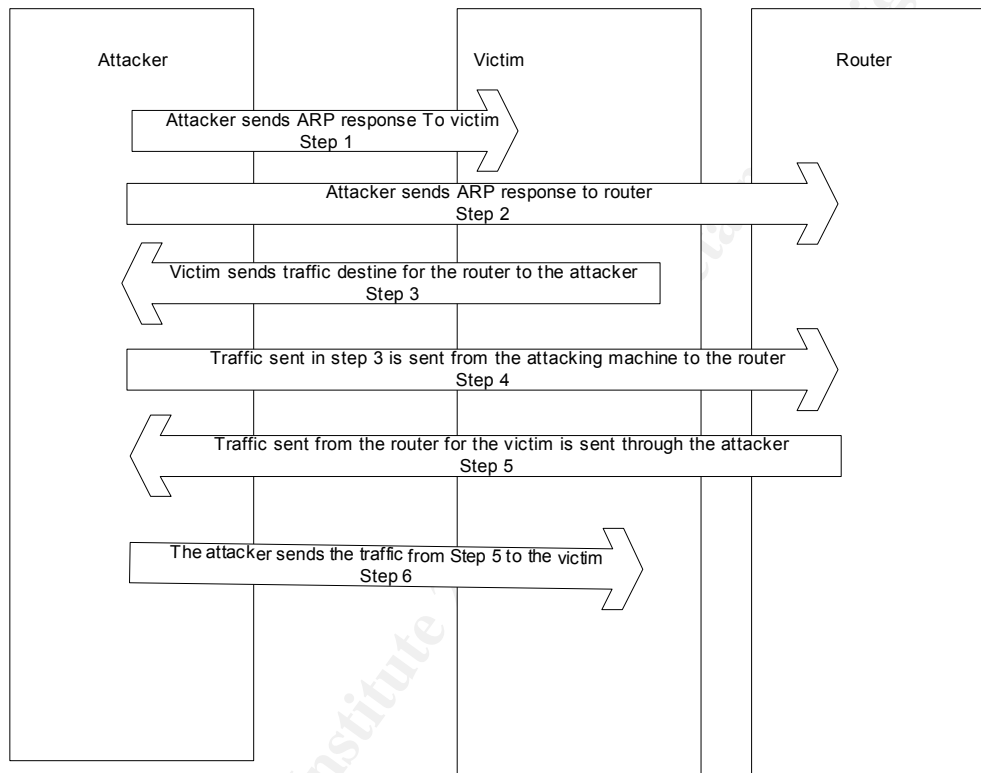 Attacker
Victim
Router
Attacker sends ARP response To victim
Step 1
Attacker sends ARP response to router
Step 2
Victim sends traffic destine for the router to the attacker
Step 3
Traffic sent in step 3 is sent from the attacking machine to the router
Step 4
Traffic sent from the router for the victim is sent through the attacker
Step 5
The attacker sends the traffic from Step 5 to the victim
Step 6
nstitute